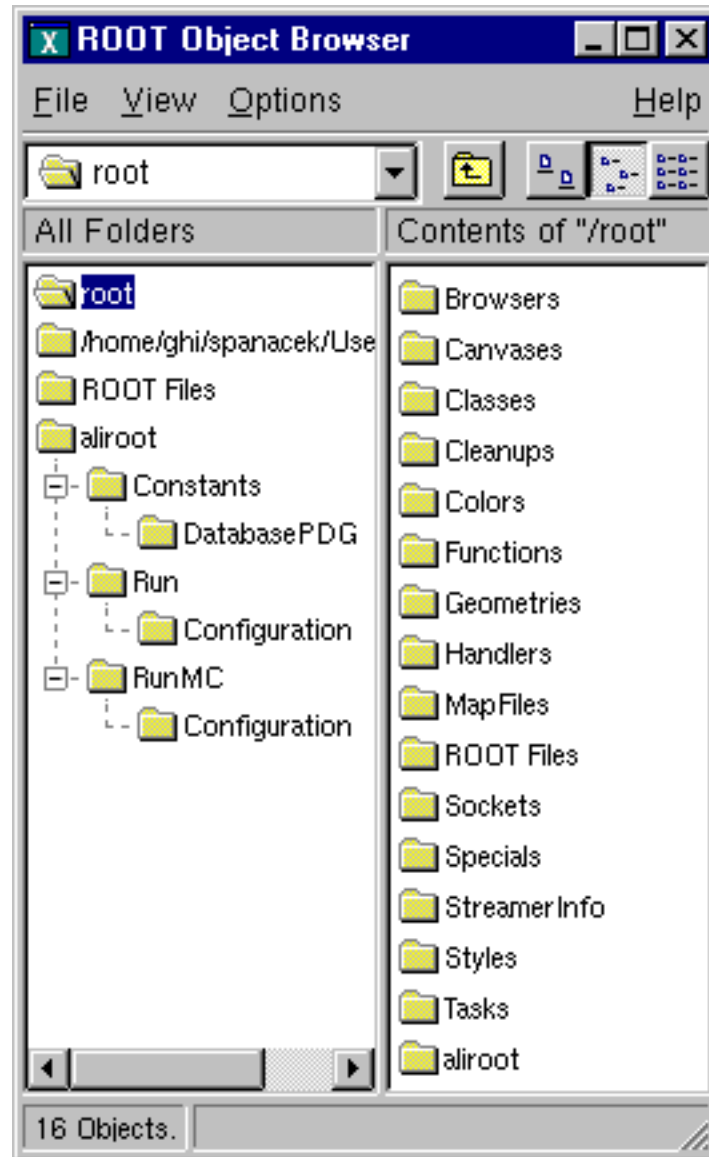 ROOT Object Browser
File View Options Help
root
All Folders
Contents of "/root"
root
/home/ghi/spanacek/Use
ROOT Files
aliroot
Constants
DatabasePDG
Run
Configuration
RunMC
Configuration
Browsers
Canvases
Classes
Cleanups
Colors
Functions
Geometries
Handlers
MapFiles
ROOT Files
Sockets
Specials
StreamerInfo
Styles
Tasks
aliroot
16 Objects.